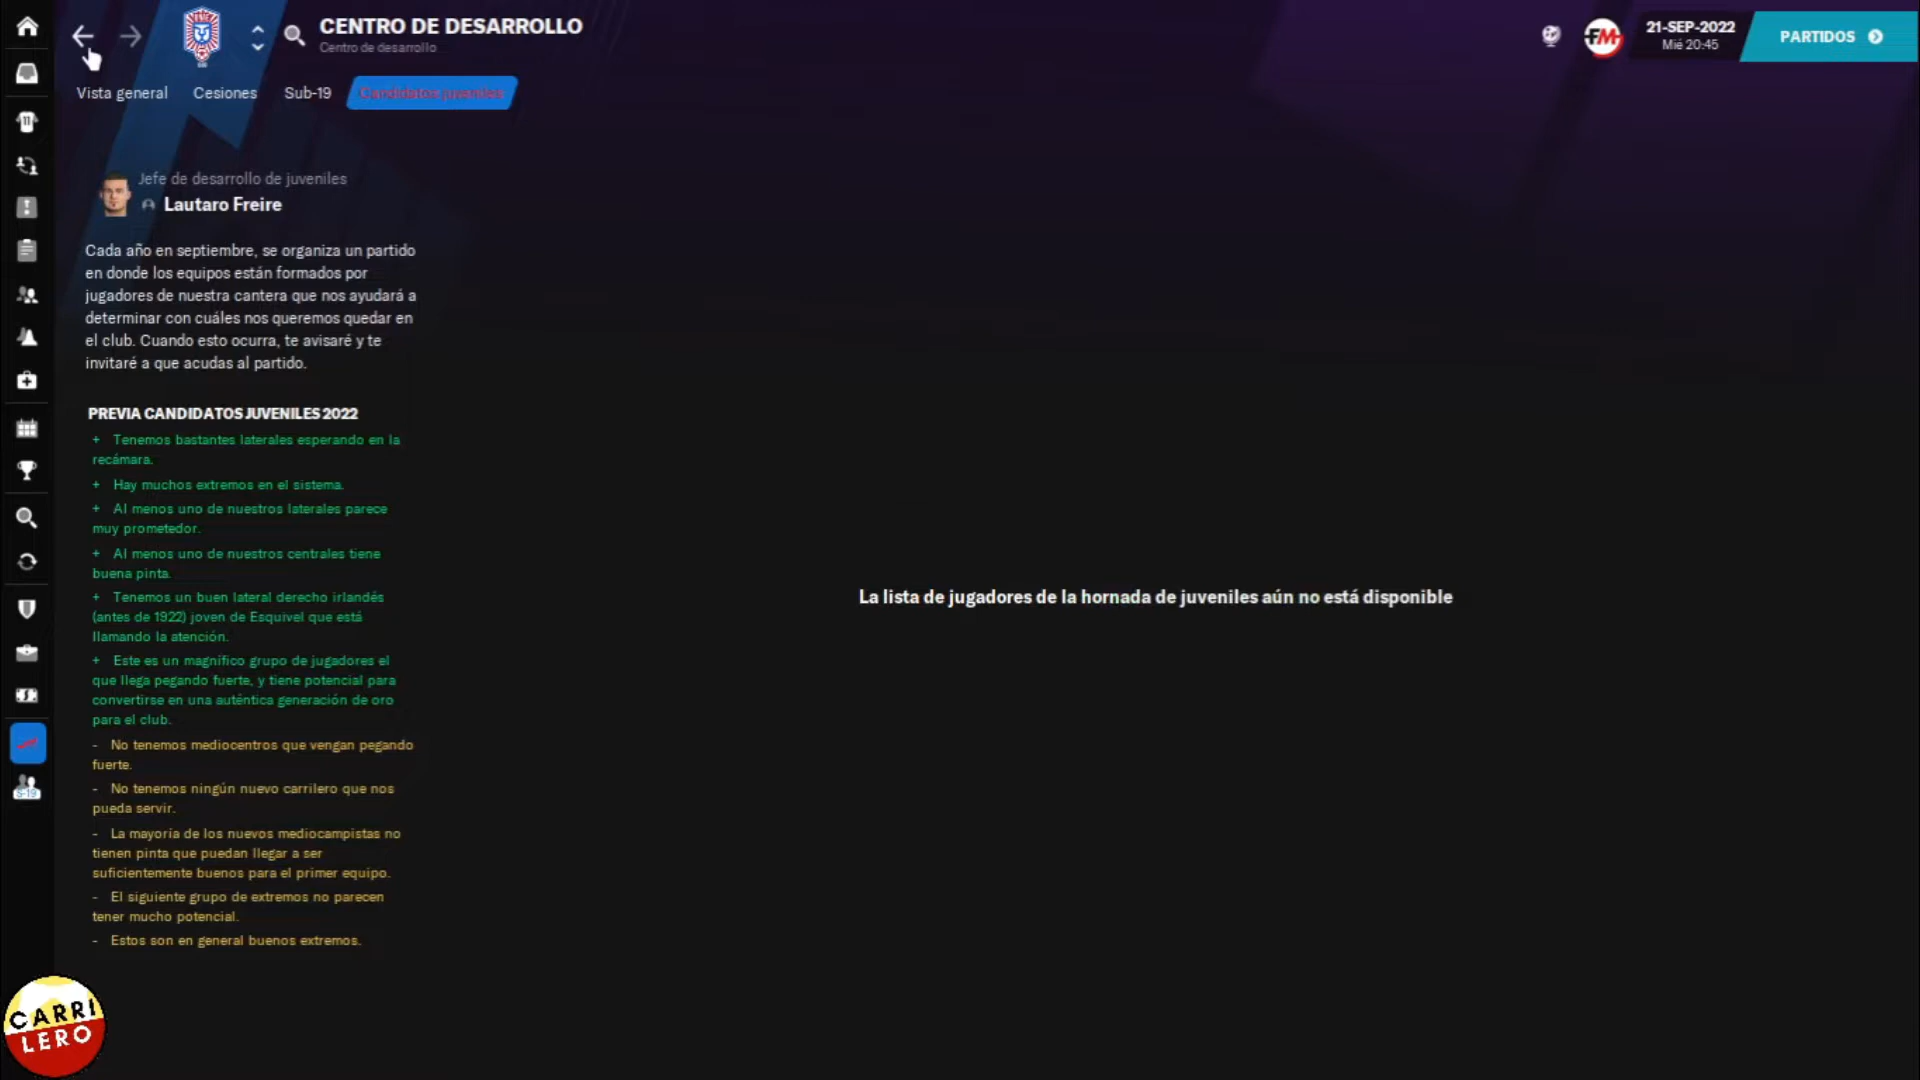 CENTRO DE DESARROLLO
Centro de desarrollo
FM
21-SEP-2022
Mié 20:45
PARTIDOS
Vista general
Cesiones
Sub-19
Candidatos juveniles
Jefe de desarrollo de juveniles
Lautaro Freire
Cada año en septiembre, se organiza un partido
en donde los equipos están formados por
jugadores de nuestra cantera que nos ayudará a
determinar con cuáles nos queremos quedar en
el club. Cuando esto ocurra, te avisaré y te
invitaré a que acudas al partido.
PREVIA CANDIDATOS JUVENILES 2022
+ Tenemos bastantes laterales esperando en la
recámara.
+ Hay muchos extremos en el sistema.
+ Al menos uno de nuestros laterales parece
muy prometedor.
+ Al menos uno de nuestros centrales tiene
buena pinta.
+ Tenemos un buen lateral derecho irlandés
(antes de 1922) joven de Esquivel que está
llamando la atención.
+ Este es un magnífico grupo de jugadores el
que llega pegando fuerte, y tiene potencial para
convertirse en una auténtica generación de oro
para el club.
- No tenemos mediocentros que vengan pegando
fuerte.
- No tenemos ningún nuevo carrilero que nos
pueda servir.
- La mayoría de los nuevos mediocampistas no
tienen pinta que puedan llegar a ser
suficientemente buenos para el primer equipo.
- El siguiente grupo de extremos no parecen
tener mucho potencial.
- Estos son en general buenos extremos.
La lista de jugadores de la hornada de juveniles aún no está disponible
S-19
CARRI
LERO